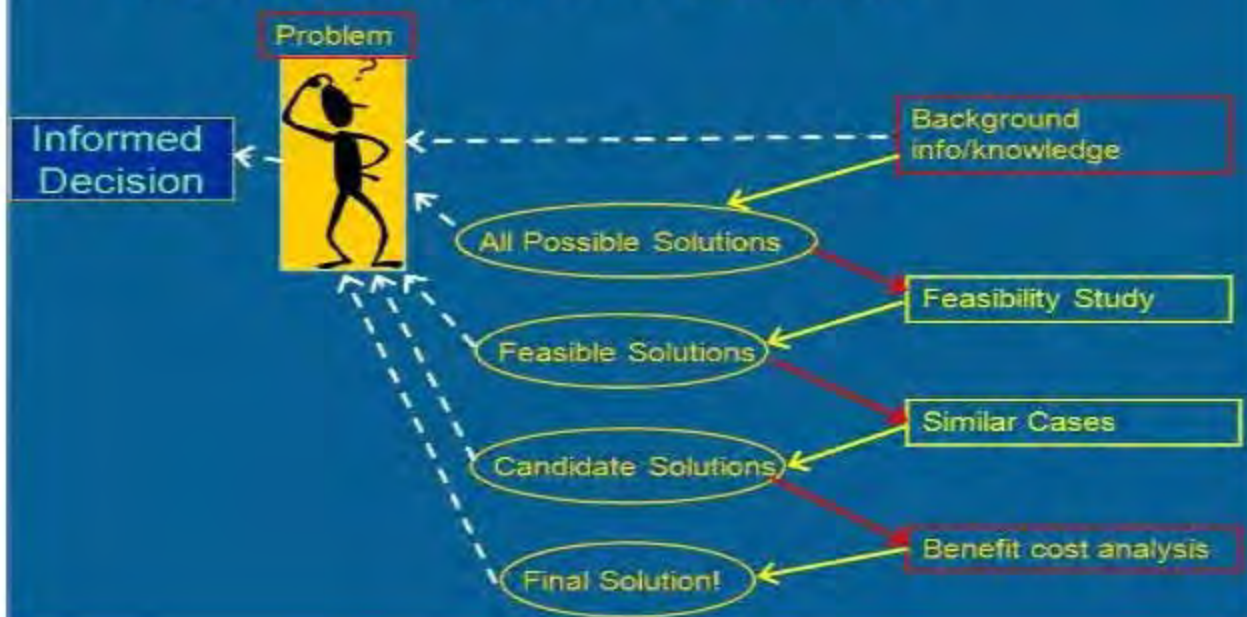 Problem
?
Informed
Decision
Background
info/knowledge
All Possible Solutions
Feasibility Study
Feasible Solutions
Similar Cases
Candidate Solutions
Benefit cost analysis
Final Solution!